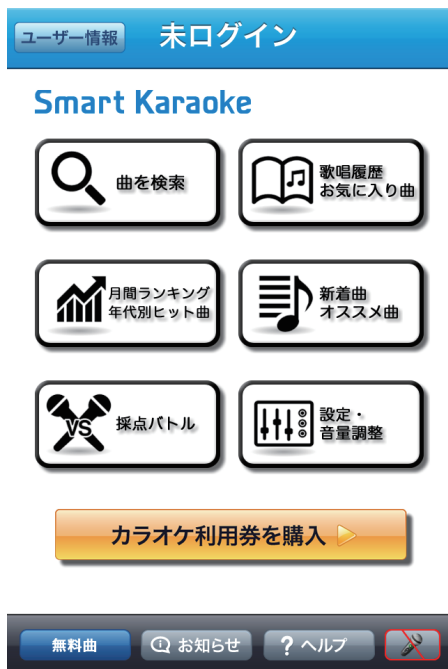 ユーザー情報
未ログイン
Smart Karaoke
曲を検索
歌唱履歴
お気に入り曲
月間ランキング
年代別ヒット曲
新着曲
オススメ曲
VS
採点バトル
設定・
音量調整
カラオケ利用券を購入
無料曲
お知らせ
? ヘルプ